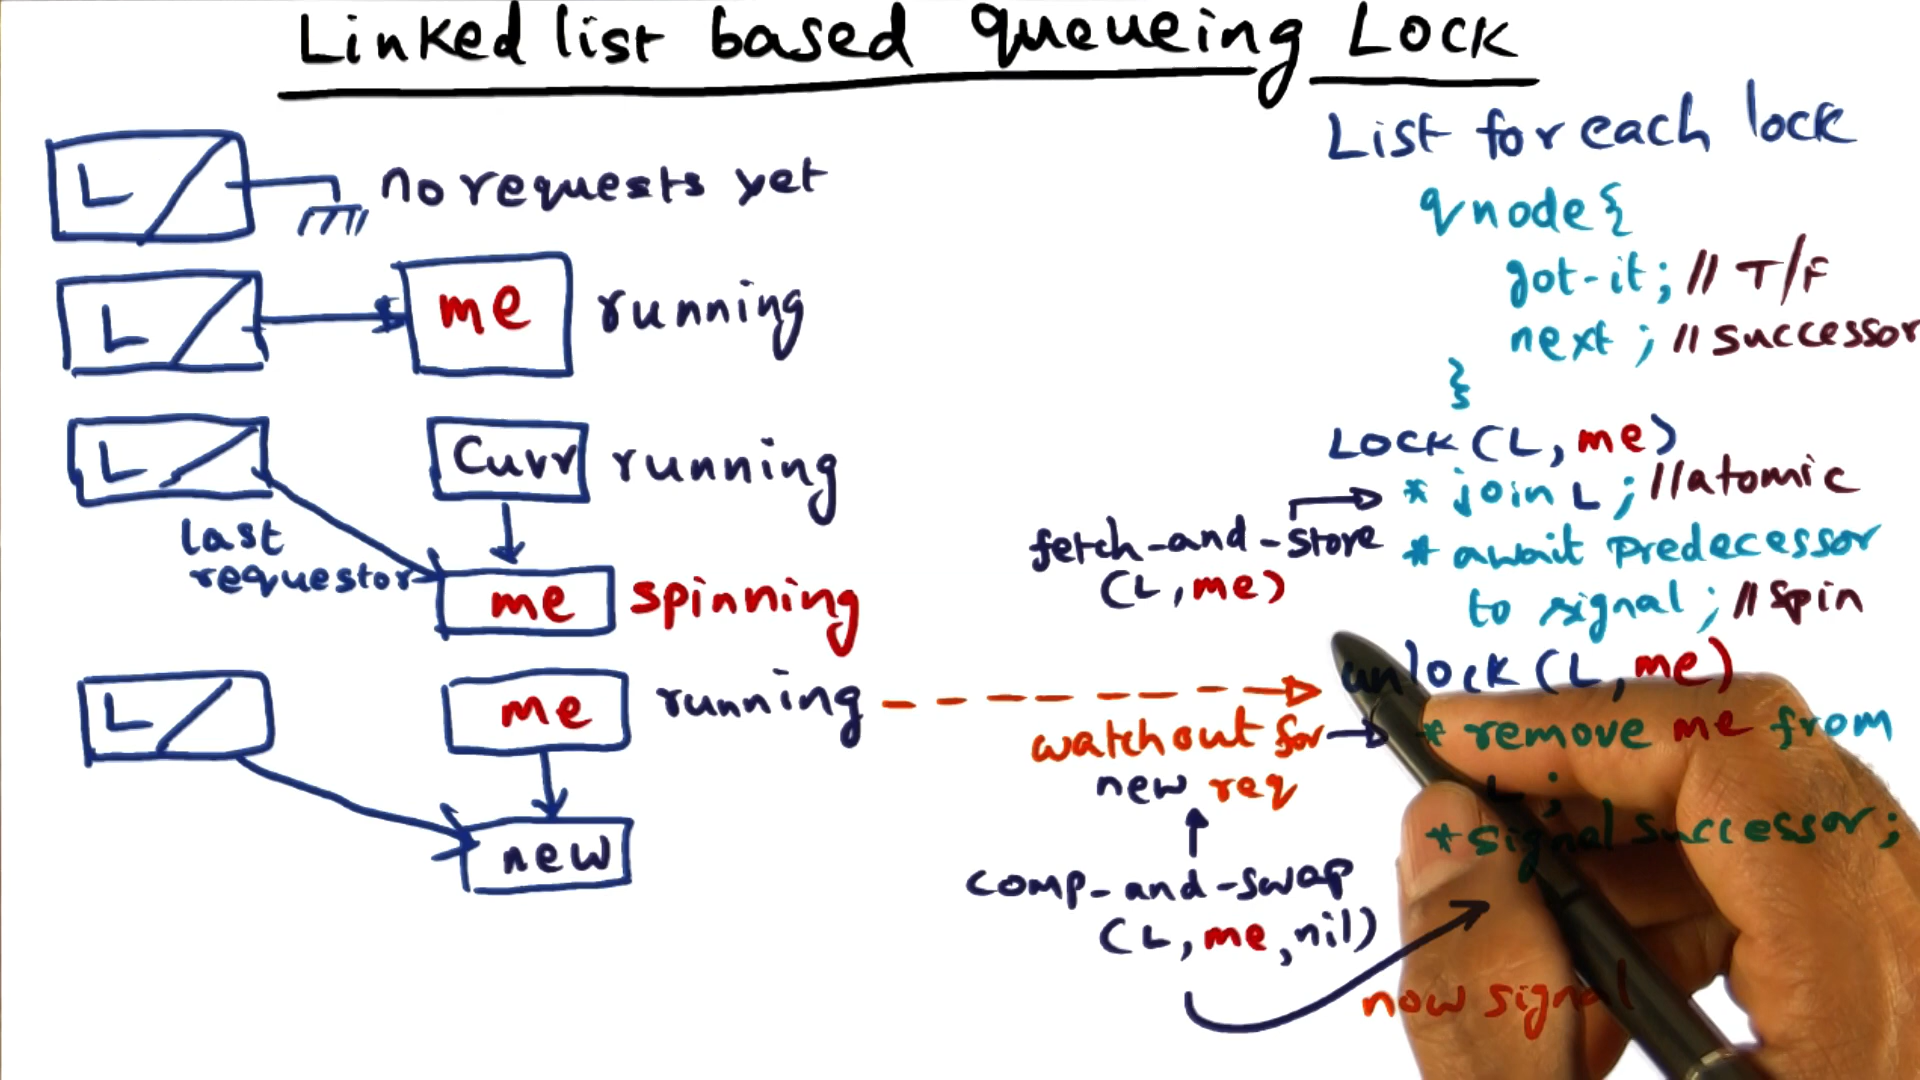 Linked list based queueing Lock
L no requests yet
L me running
L Curr running
last
requestor
me spinning
L me running
new
List for each lock
qnode{
got-it; // T/F
next ; // successor
}
LOCK (L, me)
* join L ; //atomic
fetch-and-store
(L, me)
* await predecessor
to signal ; // spin
unlock (L, me)
* remove me from
L ;
* signal successor ;
watch out for
new req
comp-and-swap
(L, me, nil)
now signal